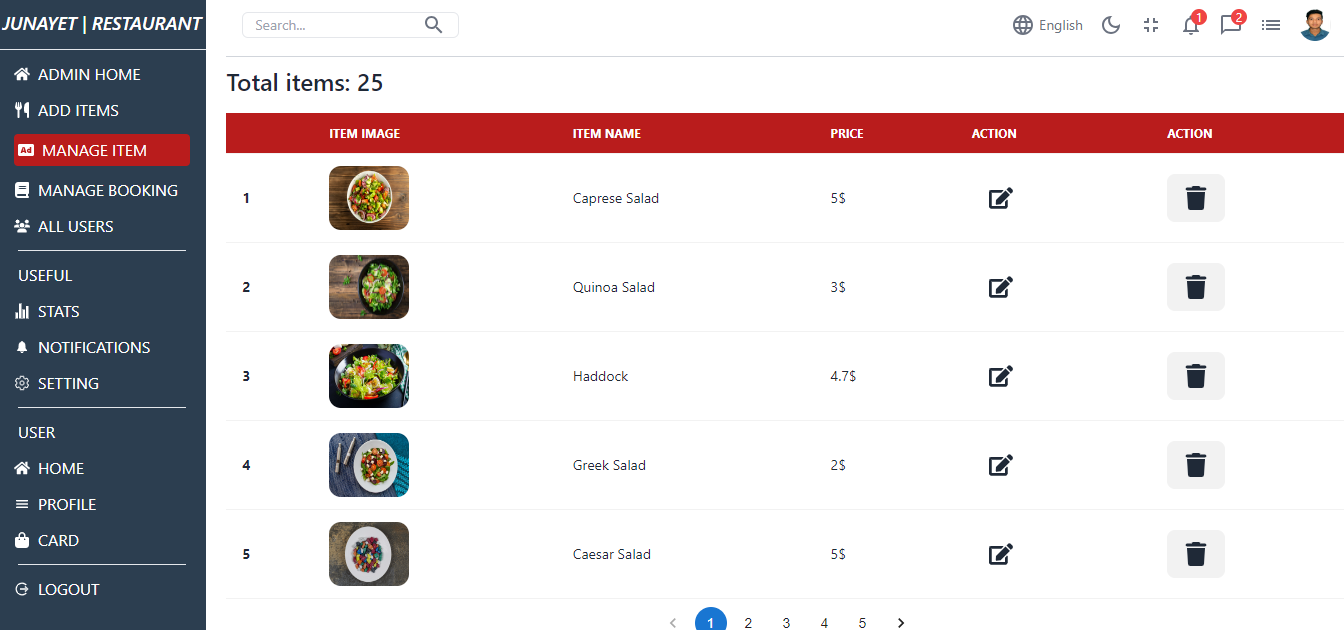 JUNAYET | RESTAURANT
ADMIN HOME
ADD ITEMS
Ad MANAGE ITEM
MANAGE BOOKING
ALL USERS
USEFUL
STATS
NOTIFICATIONS
SETTING
USER
HOME
PROFILE
CARD
LOGOUT
Search...
English
1
2
Total items: 25
ITEM IMAGE ITEM NAME PRICE ACTION ACTION
1 Caprese Salad 5$
2 Quinoa Salad 3$
3 Haddock 4.7$
4 Greek Salad 2$
5 Caesar Salad 5$
‹ 1 2 3 4 5 ›